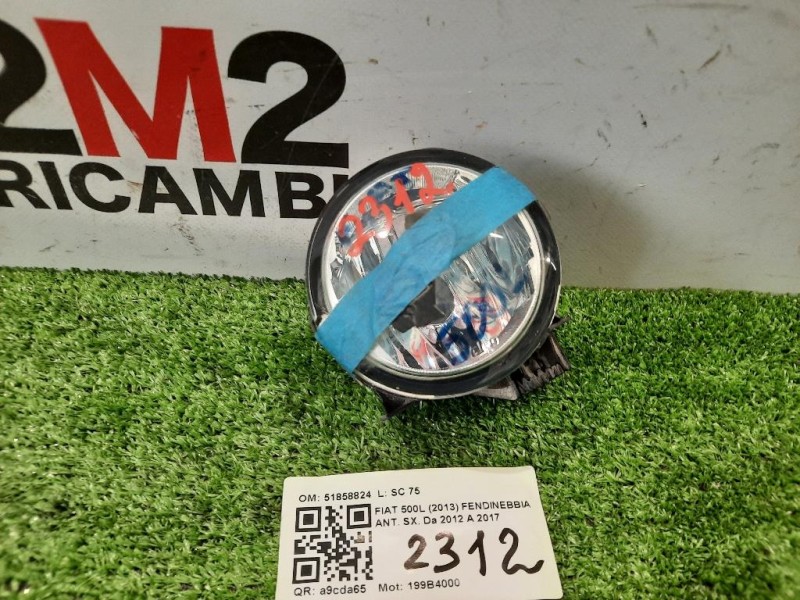 2M2
RICAMBI
2312
500L
OM: 51858824 L: SC 75
FIAT 500L (2013) FENDINEBBIA
ANT. SX. Da 2012 A 2017
2312
QR: a9cda65 Mot: 199B4000